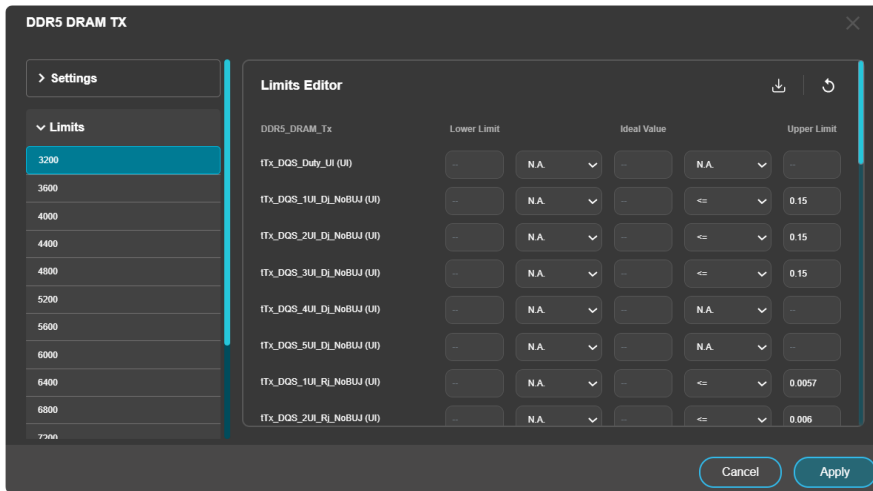 DDR5 DRAM TX
Settings
Limits
3200
3600
4000
4400
4800
5200
5600
6000
6400
6800
7200
Limits Editor
DDR5_DRAM_Tx Lower Limit Ideal Value Upper Limit
tTx_DQS_Duty_UI (UI) -- N.A. -- N.A. --
tTx_DQS_1UI_Dj_NoBUJ (UI) -- N.A. -- <= 0.15
tTx_DQS_2UI_Dj_NoBUJ (UI) -- N.A. -- <= 0.15
tTx_DQS_3UI_Dj_NoBUJ (UI) -- N.A. -- <= 0.15
tTx_DQS_4UI_Dj_NoBUJ (UI) -- N.A. -- N.A. --
tTx_DQS_5UI_Dj_NoBUJ (UI) -- N.A. -- N.A. --
tTx_DQS_1UI_Rj_NoBUJ (UI) -- N.A. -- <= 0.0057
tTx_DQS_2UI_Rj_NoBUJ (UI) -- N.A. -- <= 0.006
Cancel Apply